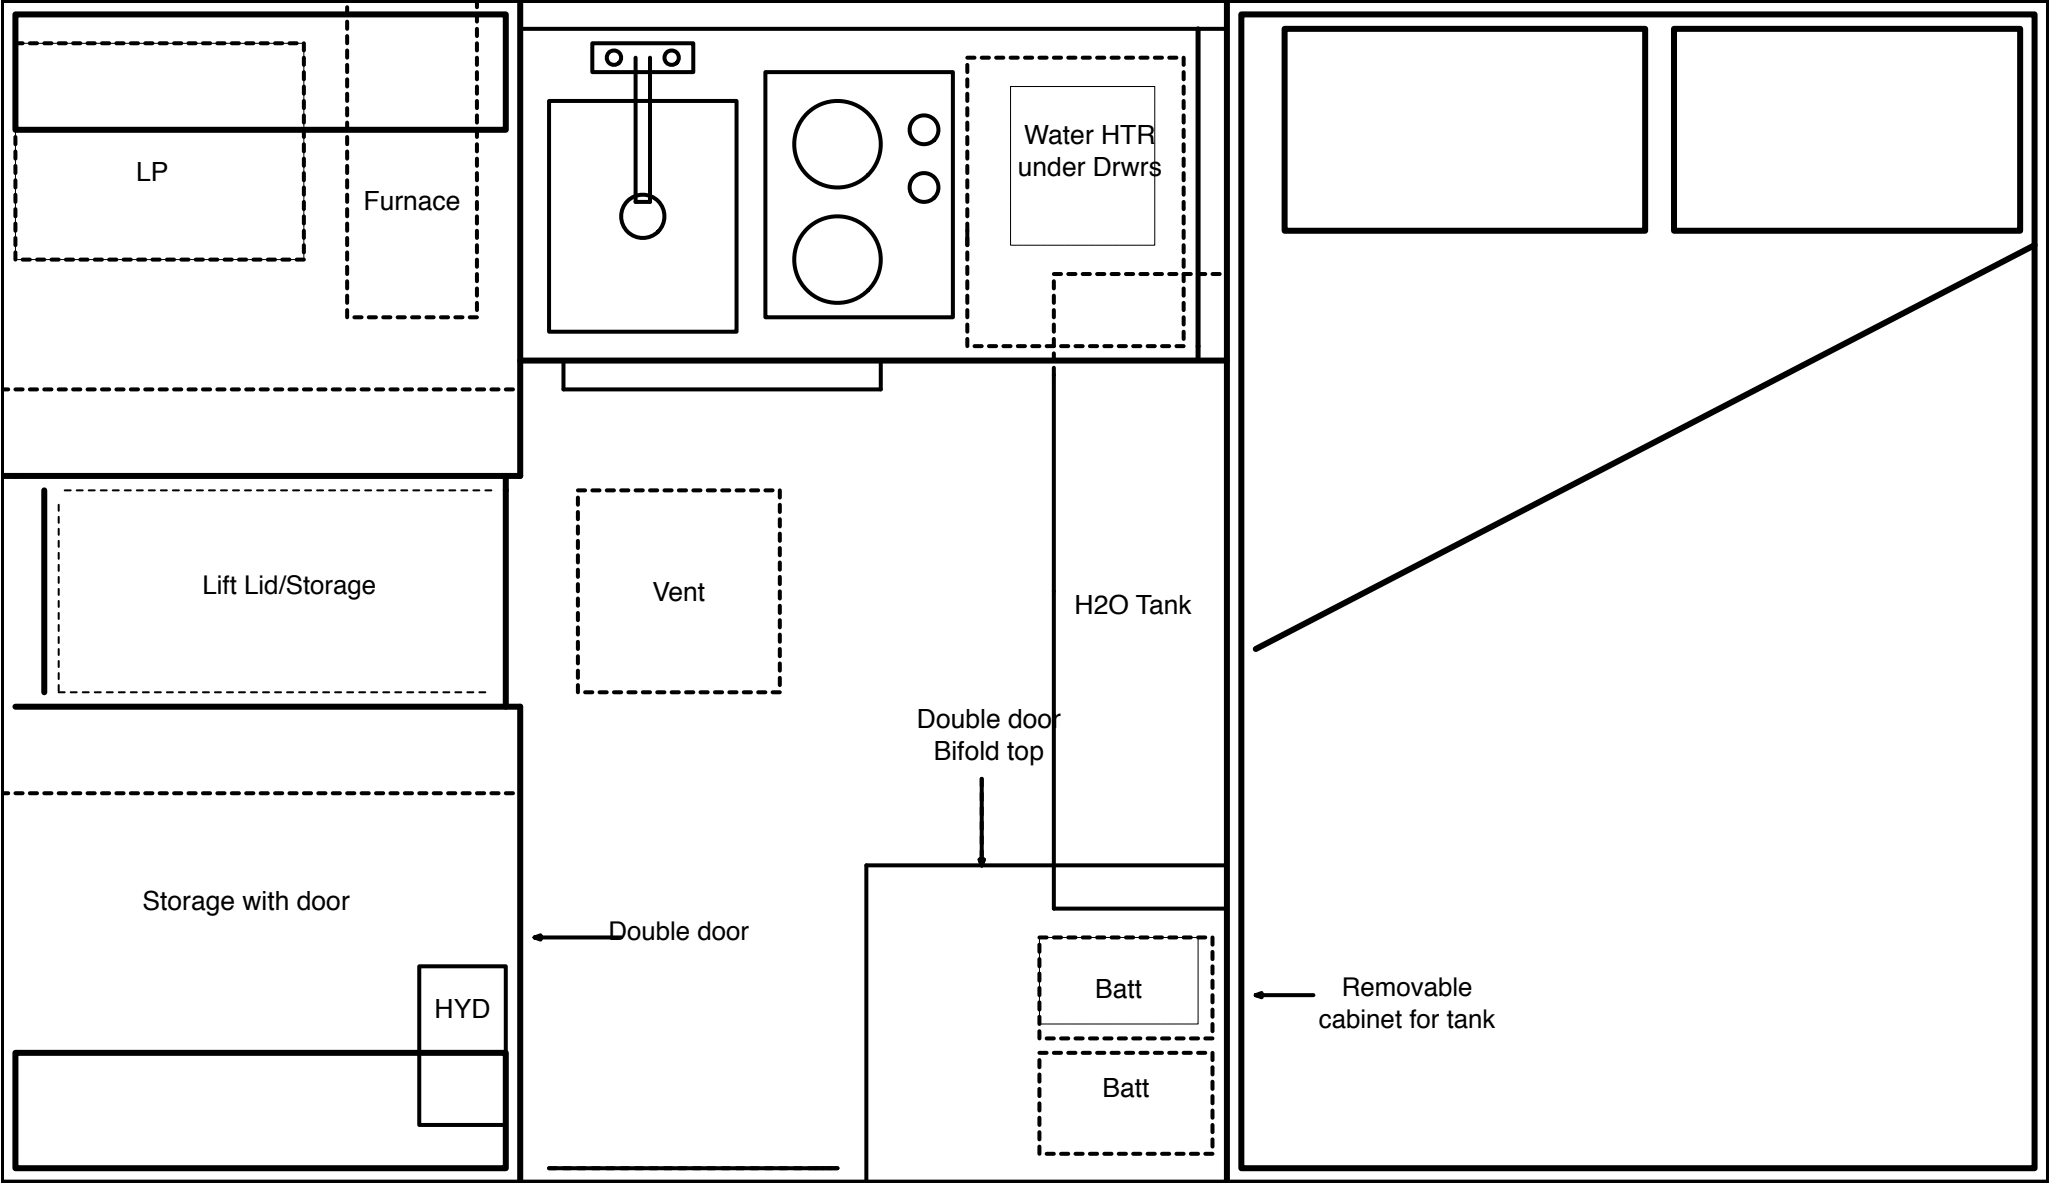 Water HTR
under Drwrs
LP
Furnace
Lift Lid/Storage
Vent
H2O Tank
Double door
Bifold top
Storage with door
Double door
Batt
Removable
cabinet for tank
HYD
Batt